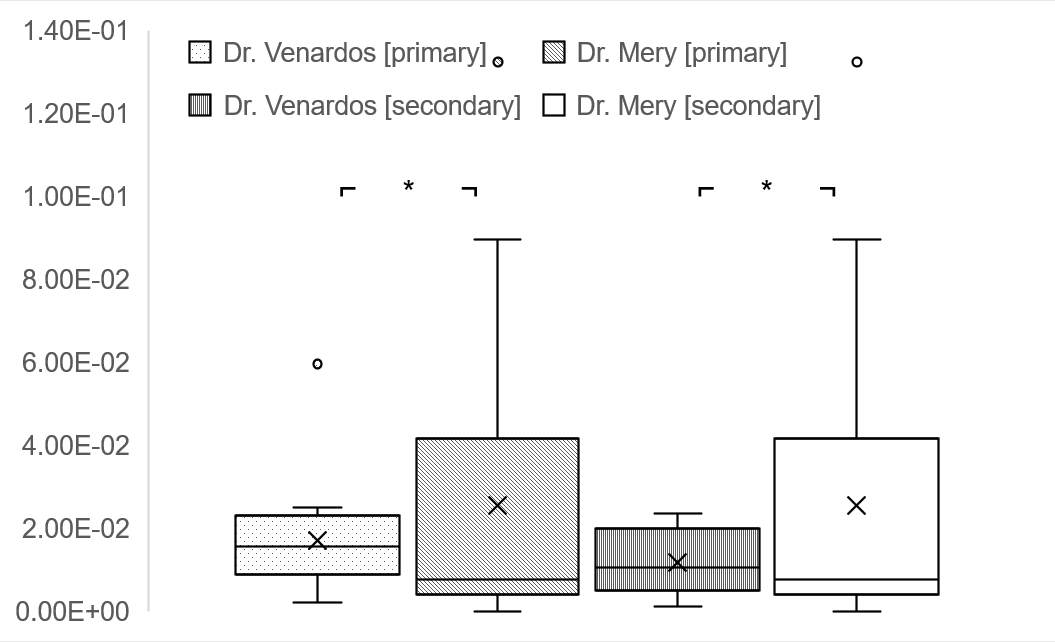 1.40E-01
Dr. Venardos [primary]
Dr. Mery [primary]
Dr. Venardos [secondary]
Dr. Mery [secondary]
1.20E-01
1.00E-01
* *
8.00E-02
6.00E-02
4.00E-02
2.00E-02
0.00E+00